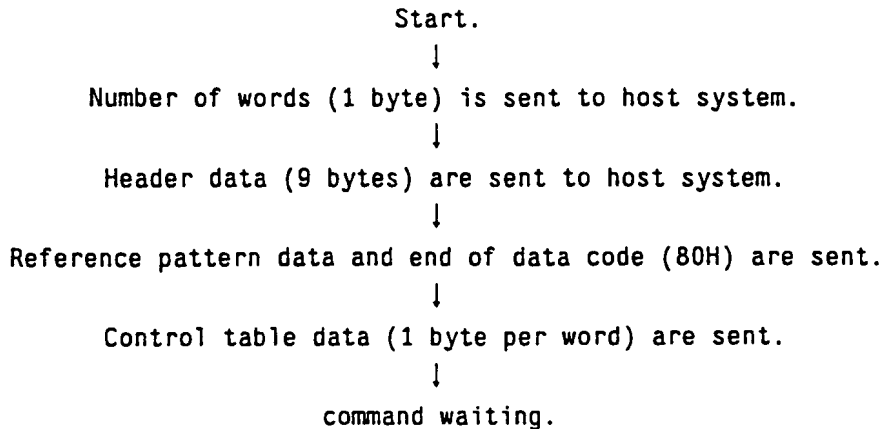 Start.
↓
Number of words (1 byte) is sent to host system.
↓
Header data (9 bytes) are sent to host system.
↓
Reference pattern data and end of data code (80H) are sent.
↓
Control table data (1 byte per word) are sent.
↓
command waiting.